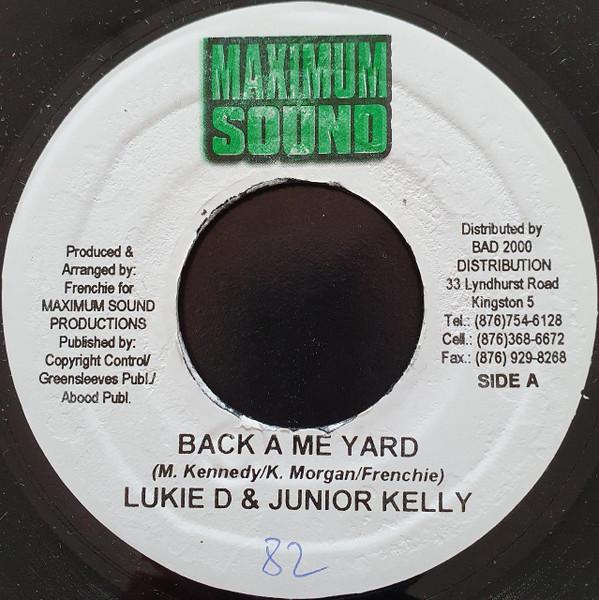 MAXIMUM
SOUND
Produced &
Arranged by:
Frenchie for
MAXIMUM SOUND
PRODUCTIONS
Published by:
Copyright Control/
Greensleeves Publ./
Abood Publ.
Distributed by
BAD 2000
DISTRIBUTION
33 Lyndhurst Road
Kingston 5
Tel.: (876)754-6128
Cell.: (876)368-6672
Fax.: (876) 929-8268
SIDE A
BACK A ME YARD
(M. Kennedy/K. Morgan/Frenchie)
LUKIE D & JUNIOR KELLY
82